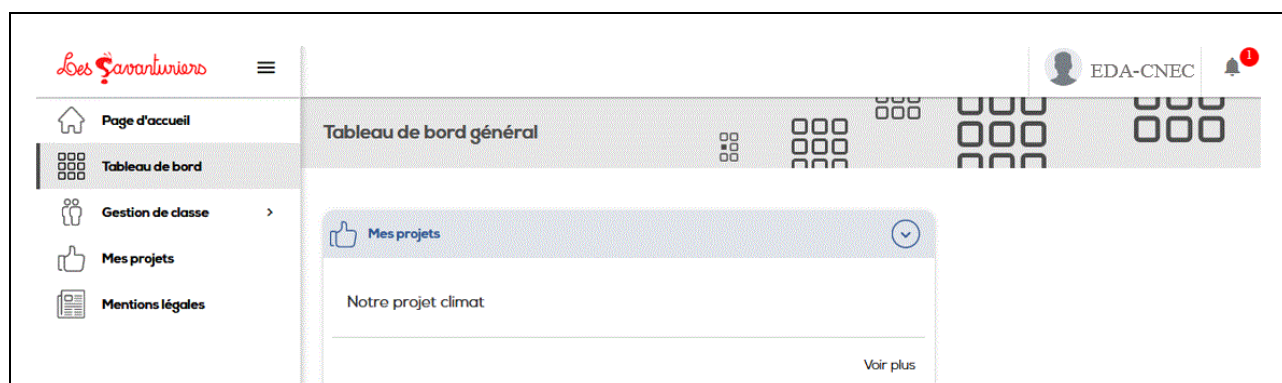 Les Savanturiers
EDA-CNEC
1
Page d'accueil
Tableau de bord
Gestion de classe
Mes projets
Mentions légales
Tableau de bord général
Mes projets
Notre projet climat
Voir plus